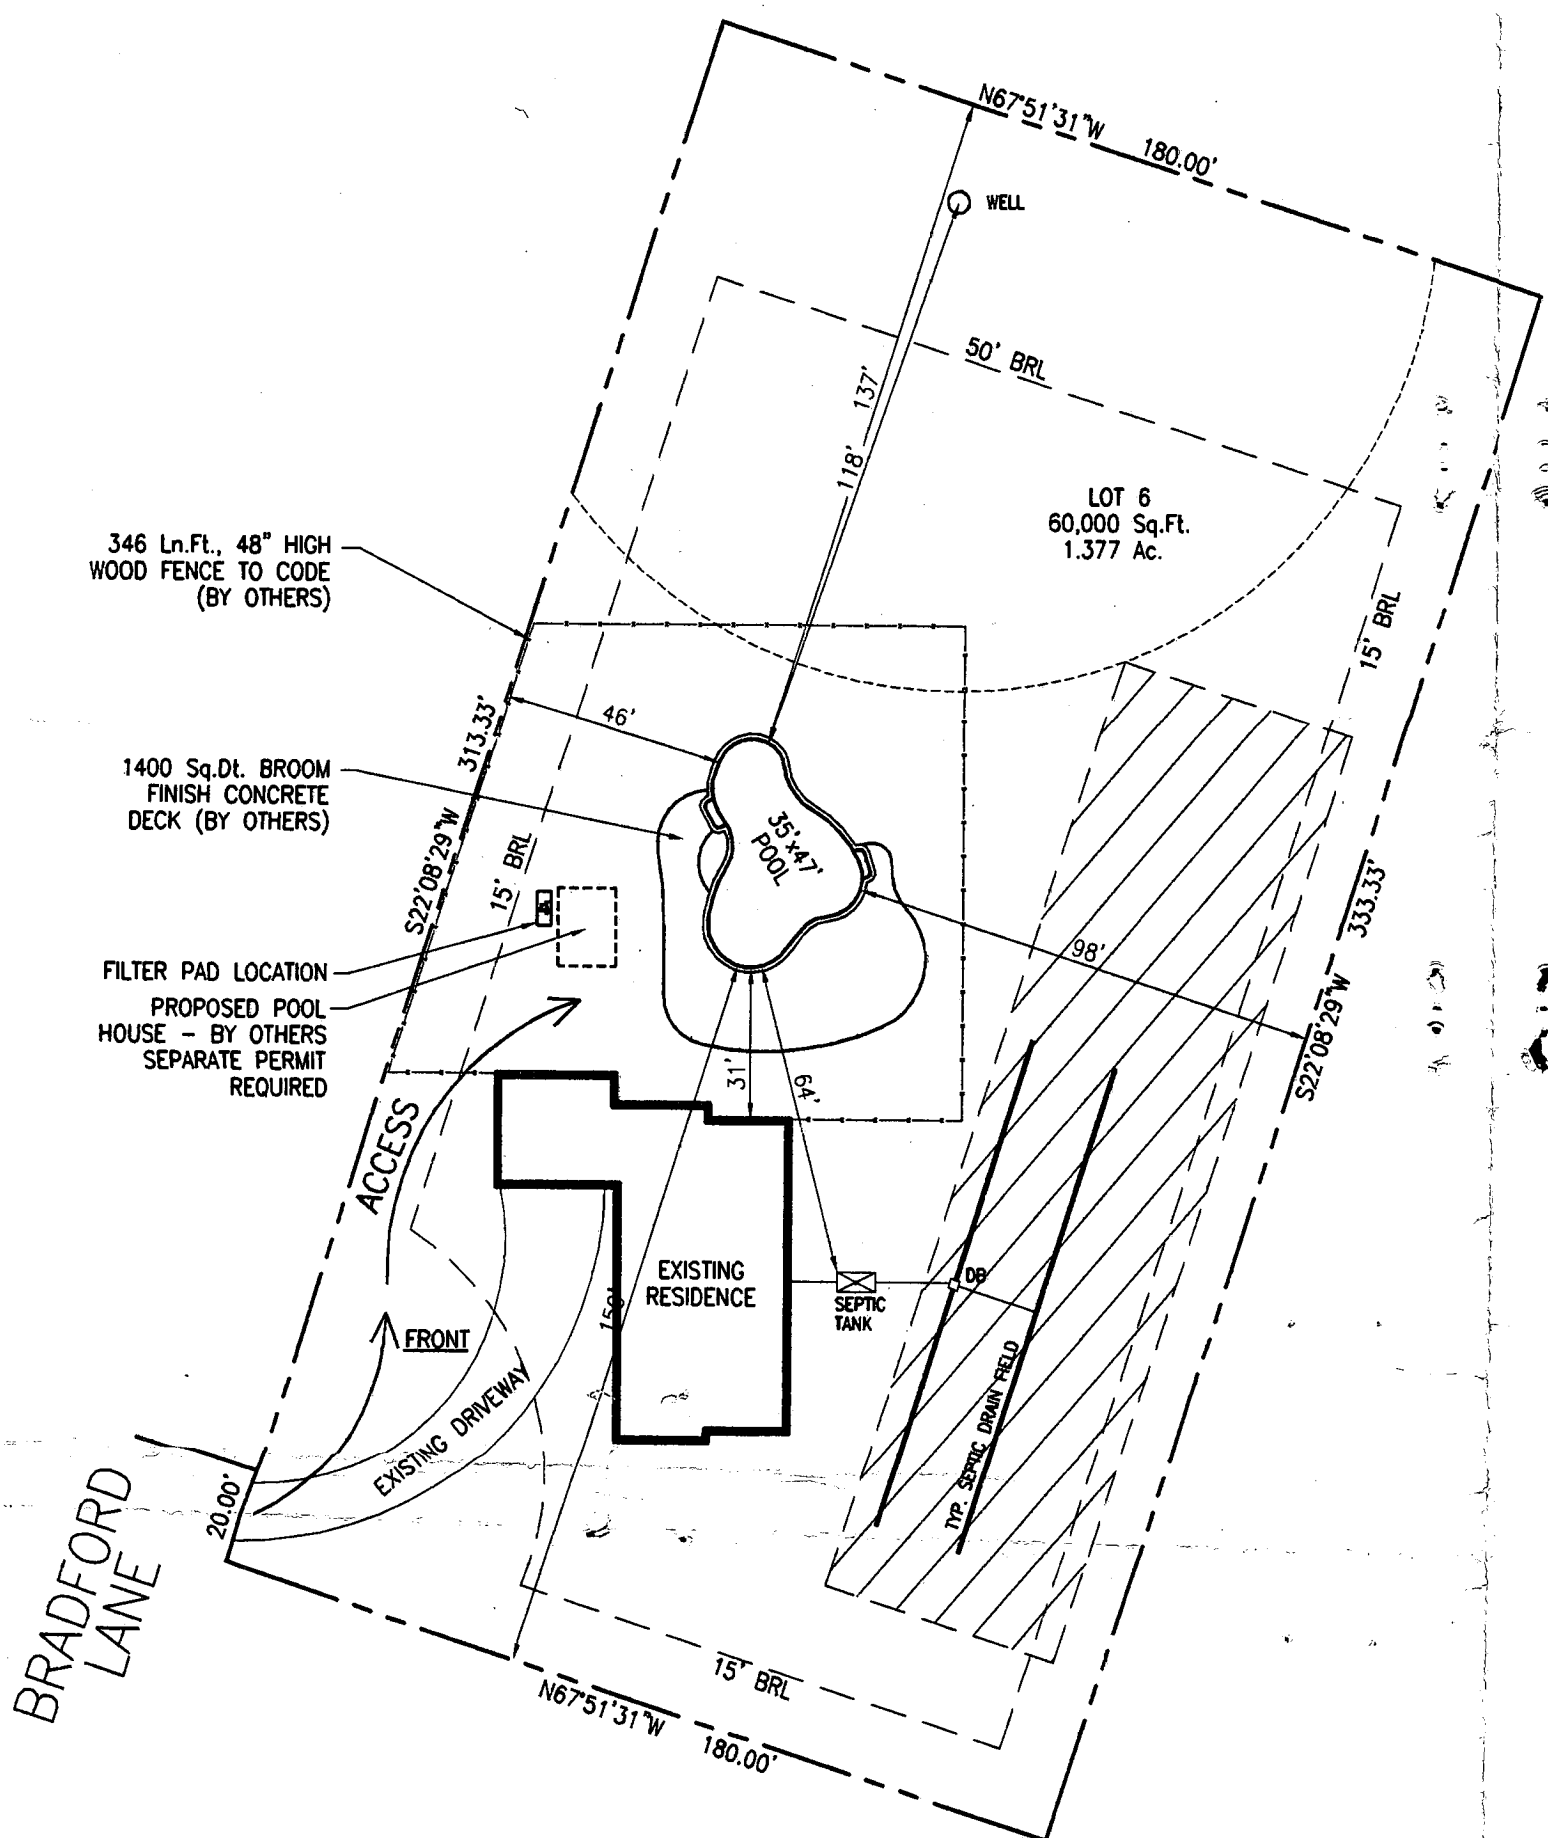 N67°51'31"W 180.00'
WELL
50' BRL
137'
118'
LOT 6
60,000 Sq.Ft.
1.377 Ac.
346 Ln.Ft., 48" HIGH
WOOD FENCE TO CODE
(BY OTHERS)
15' BRL
46'
313.33'
S22°08'29"W
1400 Sq.Dt. BROOM
FINISH CONCRETE
DECK (BY OTHERS)
35'x47'
POOL
15' BRL
333.33'
S22°08'29"W
98'
FILTER PAD LOCATION
PROPOSED POOL
HOUSE – BY OTHERS
SEPARATE PERMIT
REQUIRED
31'
64'
ACCESS
EXISTING
RESIDENCE
DB
SEPTIC
TANK
FRONT
TYP. SEPTIC DRAIN FIELD
EXISTING DRIVEWAY
20.00'
BRADFORD
LANE
15' BRL
N67°51'31"W 180.00'